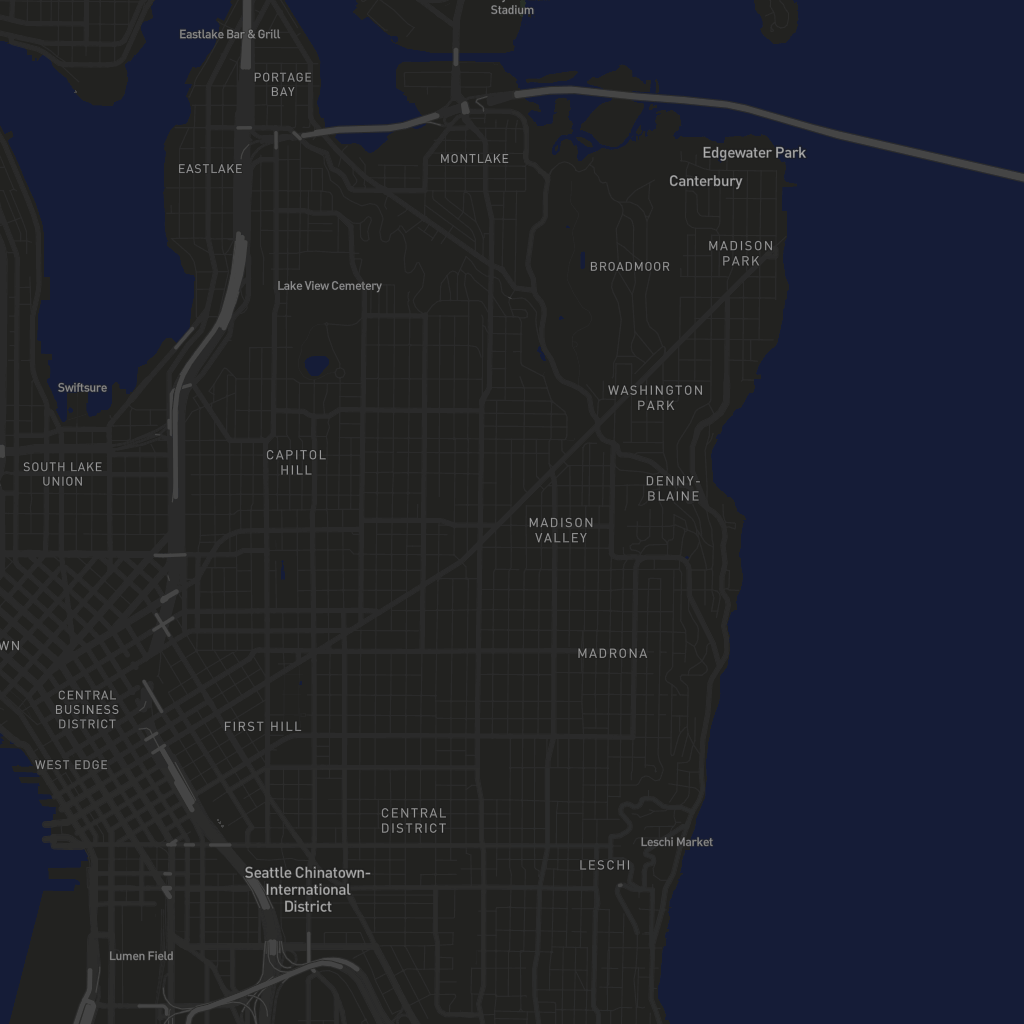 Stadium
Eastlake Bar & Grill
PORTAGE
BAY
Edgewater Park
MONTLAKE
EASTLAKE
Canterbury
MADISON
PARK
BROADMOOR
Lake View Cemetery
Swiftsure
WASHINGTON
PARK
CAPITOL
HILL
SOUTH LAKE
UNION
DENNY-
BLAINE
MADISON
VALLEY
WN
MADRONA
CENTRAL
BUSINESS
DISTRICT
FIRST HILL
WEST EDGE
CENTRAL
DISTRICT
Leschi Market
LESCHI
Seattle Chinatown-
International
District
Lumen Field